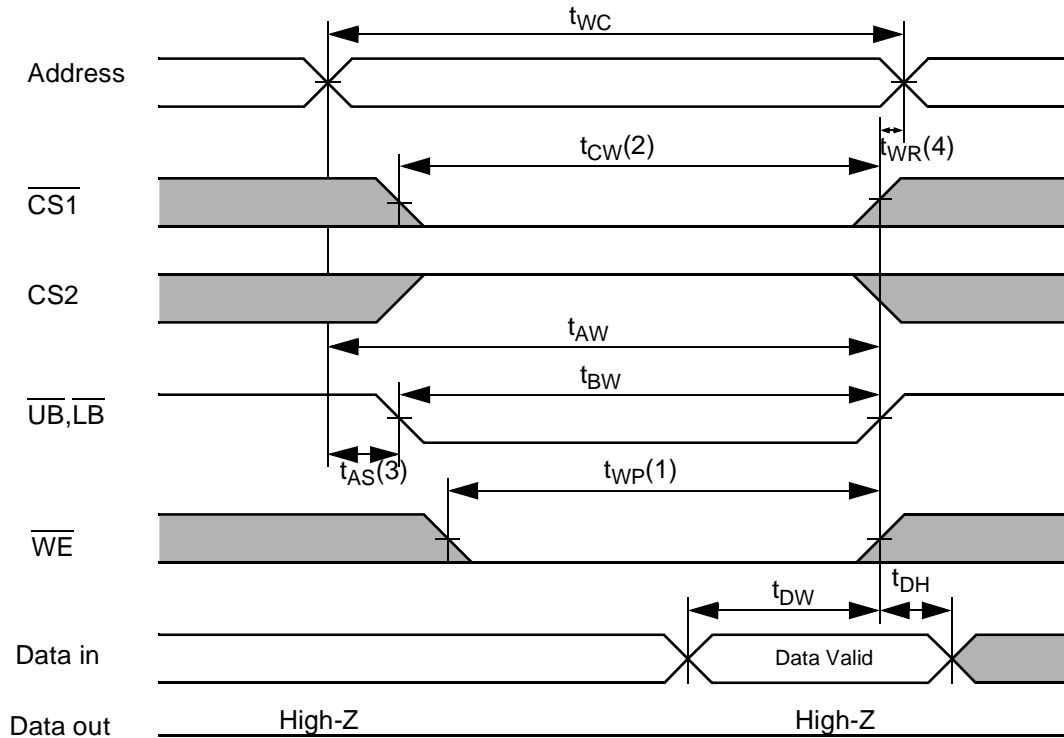 tWC
Address
tCW(2)
tWR(4)
CS1
CS2
tAW
tBW
UB,LB
tAS(3)
tWP(1)
WE
tDH
tDW
Data in
Data Valid
Data out
High-Z
High-Z